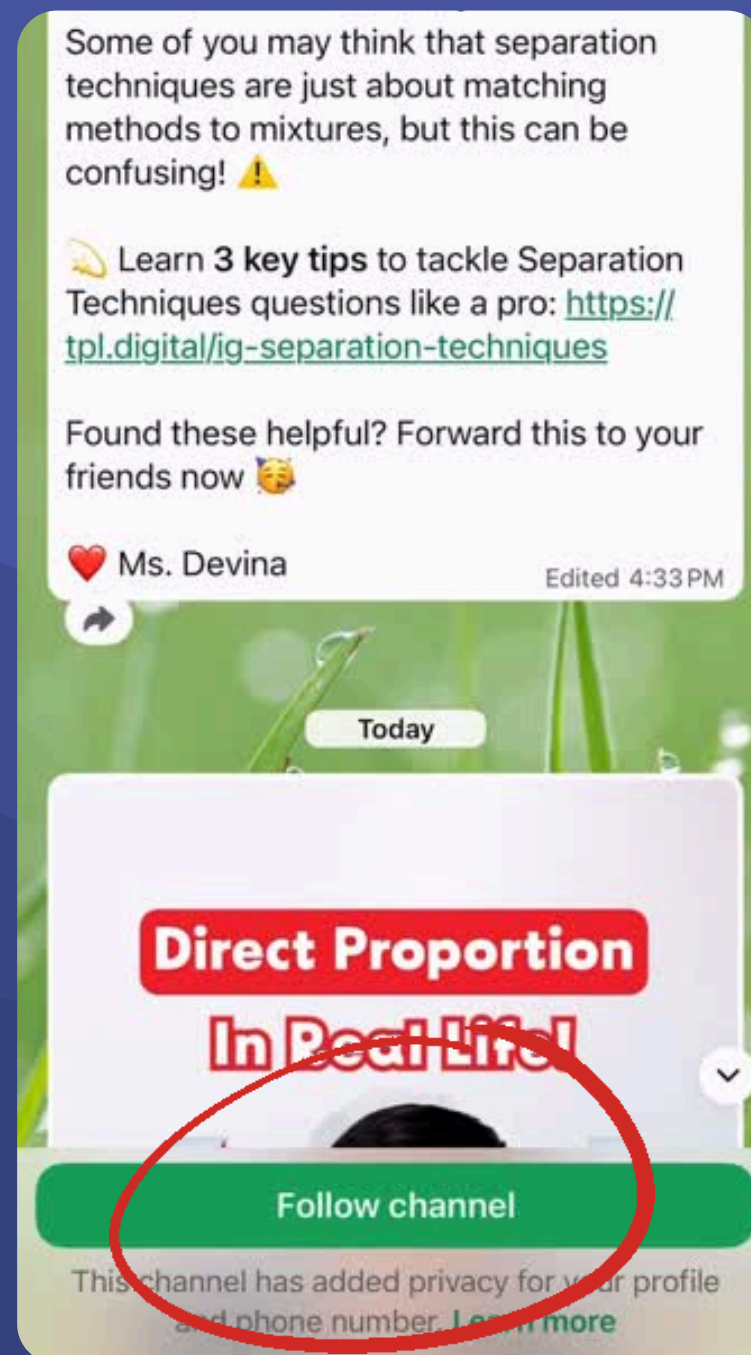 Some of you may think that separation
techniques are just about matching
methods to mixtures, but this can be
confusing! ⚠️
💫 Learn 3 key tips to tackle Separation
Techniques questions like a pro: https://
tpl.digital/ig-separation-techniques
Found these helpful? Forward this to your
friends now 🥳
❤️ Ms. Devina
Edited 4:33 PM
Today
Direct Proportion
In Real Life!
Follow channel
This channel has added privacy for your profile
and phone number. Learn more